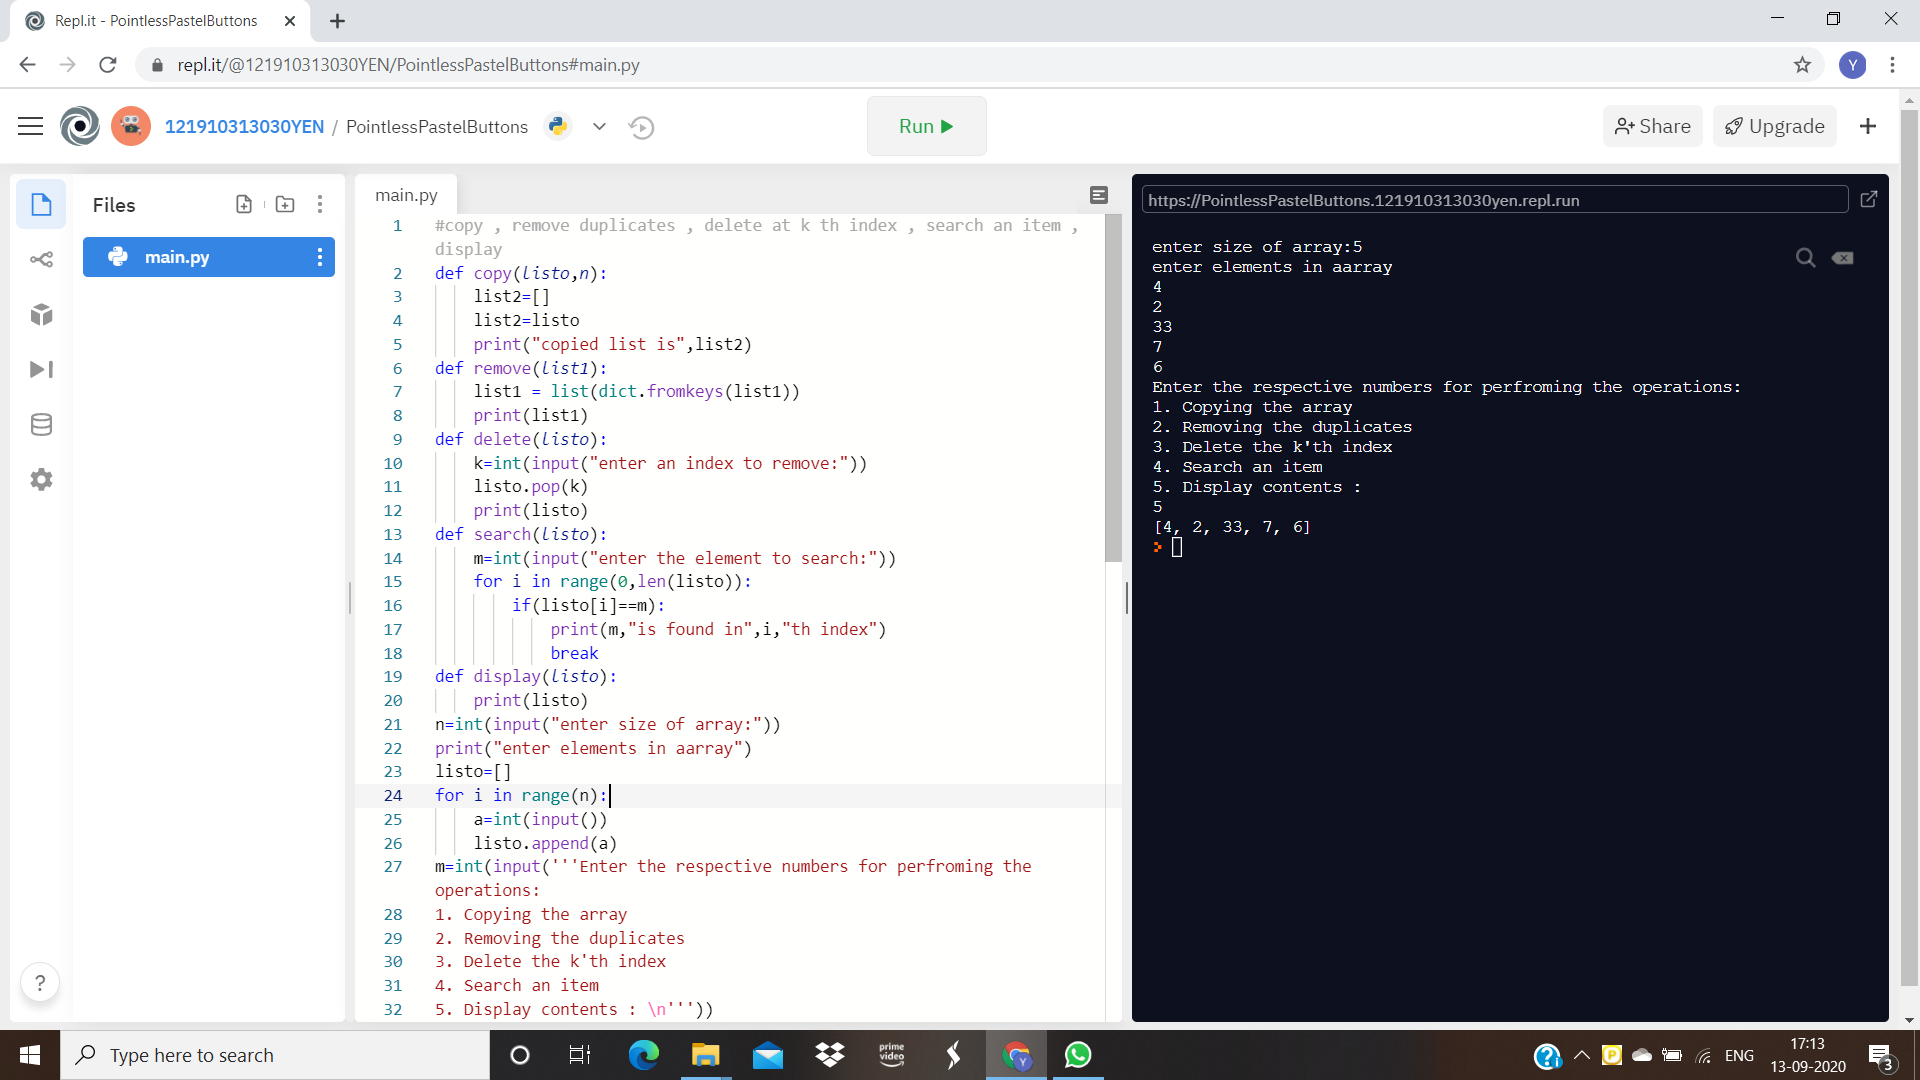 Repl.it - PointlessPastelButtons
repl.it/@121910313030YEN/PointlessPastelButtons#main.py
Y
121910313030YEN / PointlessPastelButtons
Run
Share
Upgrade
Files
main.py
main.py
1 #copy , remove duplicates , delete at k th index , search an item ,
display
2 def copy(listo,n):
3 list2=[]
4 list2=listo
5 print("copied list is",list2)
6 def remove(list1):
7 list1 = list(dict.fromkeys(list1))
8 print(list1)
9 def delete(listo):
10 k=int(input("enter an index to remove:"))
11 listo.pop(k)
12 print(listo)
13 def search(listo):
14 m=int(input("enter the element to search:"))
15 for i in range(0,len(listo)):
16 if(listo[i]==m):
17 print(m,"is found in",i,"th index")
18 break
19 def display(listo):
20 print(listo)
21 n=int(input("enter size of array:"))
22 print("enter elements in aarray")
23 listo=[]
24 for i in range(n):
25 a=int(input())
26 listo.append(a)
27 m=int(input('''Enter the respective numbers for perfroming the
operations:
28 1. Copying the array
29 2. Removing the duplicates
30 3. Delete the k'th index
31 4. Search an item
32 5. Display contents : \n'''))
https://PointlessPastelButtons.121910313030yen.repl.run
enter size of array:5
enter elements in aarray
4
2
33
7
6
Enter the respective numbers for perfroming the operations:
1. Copying the array
2. Removing the duplicates
3. Delete the k'th index
4. Search an item
5. Display contents :
5
[4, 2, 33, 7, 6]
?
Type here to search
prime
video
Y
P
ENG
17:13
13-09-2020
3